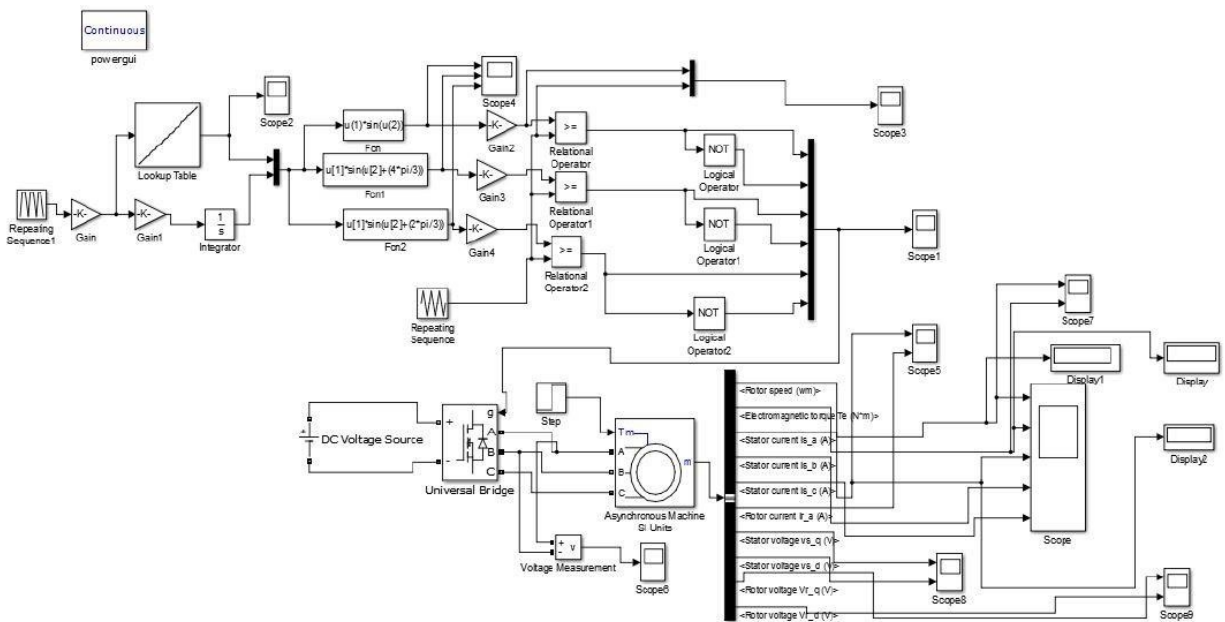 Continuous
powergui
Lookup Table
Scope2
u(1)*sin(u(2))
Fcn
u[1]*sin(u[2]+(4*pi/3))
Fcn1
u[1]*sin(u[2]+(2*pi/3))
Fcn2
Scope4
-K-
Gain2
-K-
Gain3
-K-
Gain4
>=
Relational
Operator
>=
Relational
Operator1
>=
Relational
Operator2
NOT
Logical
Operator
NOT
Logical
Operator1
NOT
Logical
Operator2
Scope3
Scope1
Repeating
Sequence1
-K-
Gain
-K-
Gain1
1
s
Integrator
Repeating
Sequence
Scope7
Scope5
Display1
Display
Display2
DC Voltage Source
+
-
g
A
B
C
Universal Bridge
Step
Tm
A
B
C
m
Asynchronous Machine
SI Units
+
-
v
Voltage Measurement
Scope6
<Rotor speed (wm)>
<Electromagnetic torque Te (N*m)>
<Stator current is_a (A)>
<Stator current is_b (A)>
<Stator current is_c (A)>
<Rotor current ir_a (A)>
<Stator voltage vs_q (V)>
<Stator voltage vs_d (V)>
<Rotor voltage Vr_q (V)>
<Rotor voltage Vr_d (V)>
Scope
Scope8
Scope9